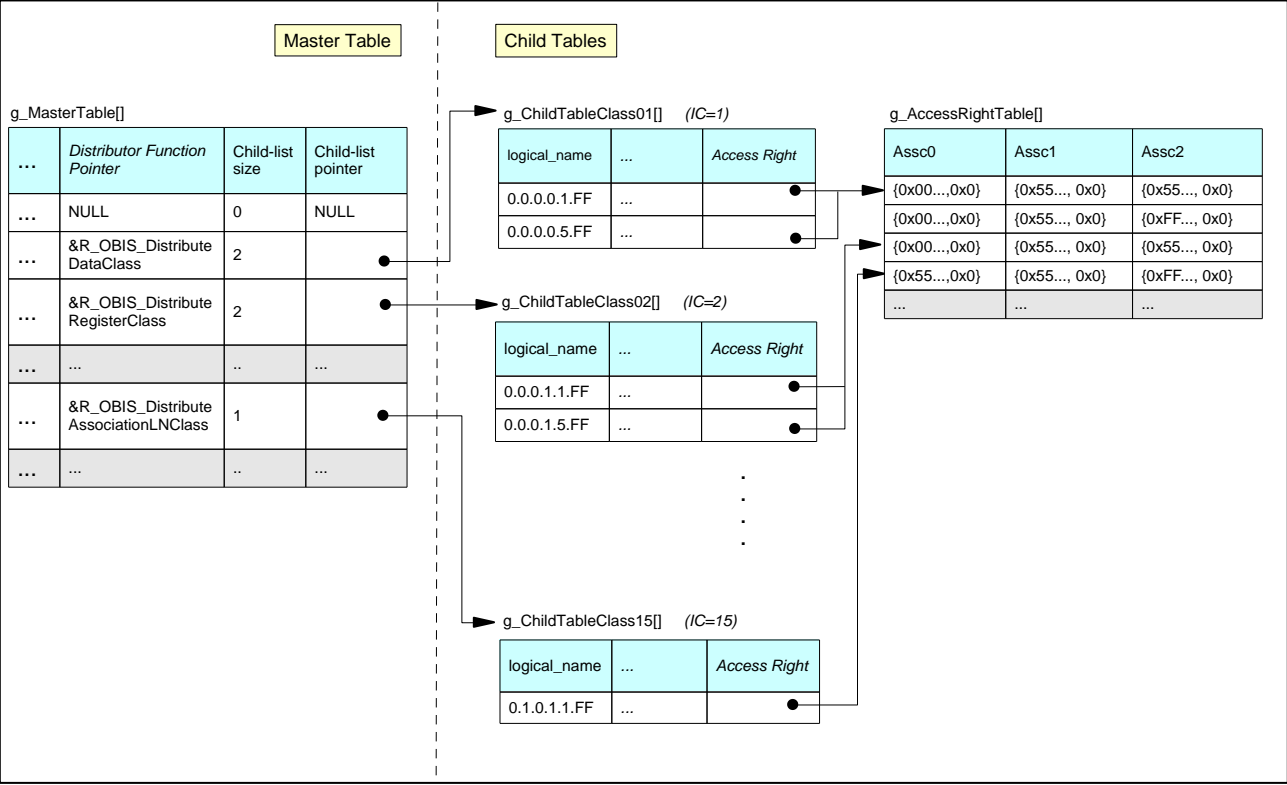 Master Table
Child Tables
g_MasterTable[]
... Distributor Function Child-list Child-list
Pointer size pointer
... NULL 0 NULL
... &R_OBIS_Distribute
DataClass 2
... &R_OBIS_Distribute
RegisterClass 2
... ... .. ...
... &R_OBIS_Distribute
AssociationLNClass 1
... ... .. ...
g_ChildTableClass01[] (IC=1)
logical_name ... Access Right
0.0.0.0.1.FF ...
0.0.0.0.5.FF ...
g_ChildTableClass02[] (IC=2)
logical_name ... Access Right
0.0.0.1.1.FF ...
0.0.0.1.5.FF ...
.
.
.
.
g_ChildTableClass15[] (IC=15)
logical_name ... Access Right
0.1.0.1.1.FF ...
g_AccessRightTable[]
Assc0 Assc1 Assc2
{0x00...,0x0} {0x55..., 0x0} {0x55..., 0x0}
{0x00...,0x0} {0x55..., 0x0} {0xFF..., 0x0}
{0x00...,0x0} {0x55..., 0x0} {0x55..., 0x0}
{0x55...,0x0} {0x55..., 0x0} {0xFF..., 0x0}
... ... ...